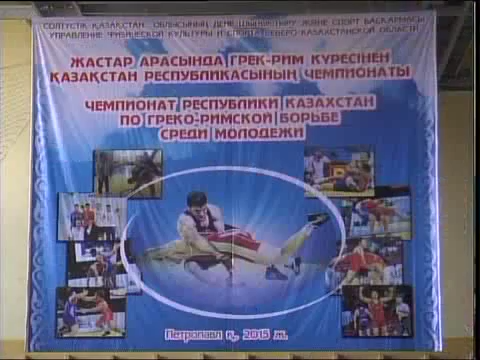 СОЛТҮСТІК ҚАЗАҚСТАН ОБЛЫСЫНЫҢ ДЕНЕ ШЫНЫҚТЫРУ ЖӘНЕ СПОРТ БАСҚАРМАСЫ
УПРАВЛЕНИЕ ФИЗИЧЕСКОЙ КУЛЬТУРЫ И СПОРТА СЕВЕРО-КАЗАХСТАНСКОЙ ОБЛАСТИ
ЖАСТАР АРАСЫНДА ГРЕК-РИМ КҮРЕСІНЕН
ҚАЗАҚСТАН РЕСПУБЛИКАСЫНЫҢ ЧЕМПИОНАТЫ
ЧЕМПИОНАТ РЕСПУБЛИКИ КАЗАХСТАН
ПО ГРЕКО-РИМСКОЙ БОРЬБЕ
СРЕДИ МОЛОДЕЖИ
Петропавл қ, 2015 ж.